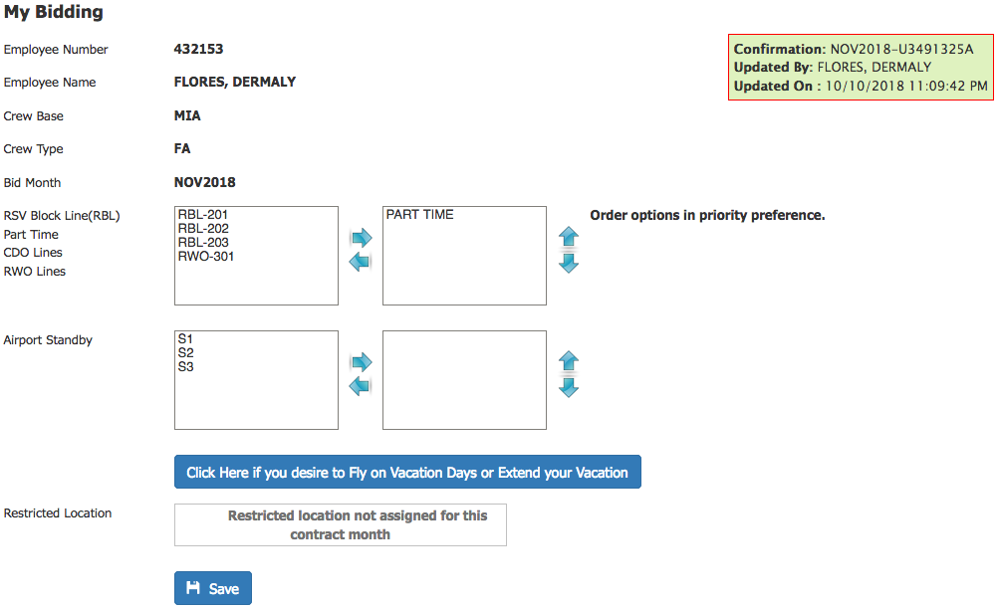 My Bidding
Employee Number 432153
Confirmation: NOV2018-U3491325A
Updated By: FLORES, DERMALY
Updated On : 10/10/2018 11:09:42 PM
Employee Name FLORES, DERMALY
Crew Base MIA
Crew Type FA
Bid Month NOV2018
RSV Block Line(RBL)
Part Time
CDO Lines
RWO Lines
RBL-201
RBL-202
RBL-203
RWO-301
PART TIME
Order options in priority preference.
Airport Standby
S1
S2
S3
Click Here if you desire to Fly on Vacation Days or Extend your Vacation
Restricted Location
Restricted location not assigned for this
contract month
Save